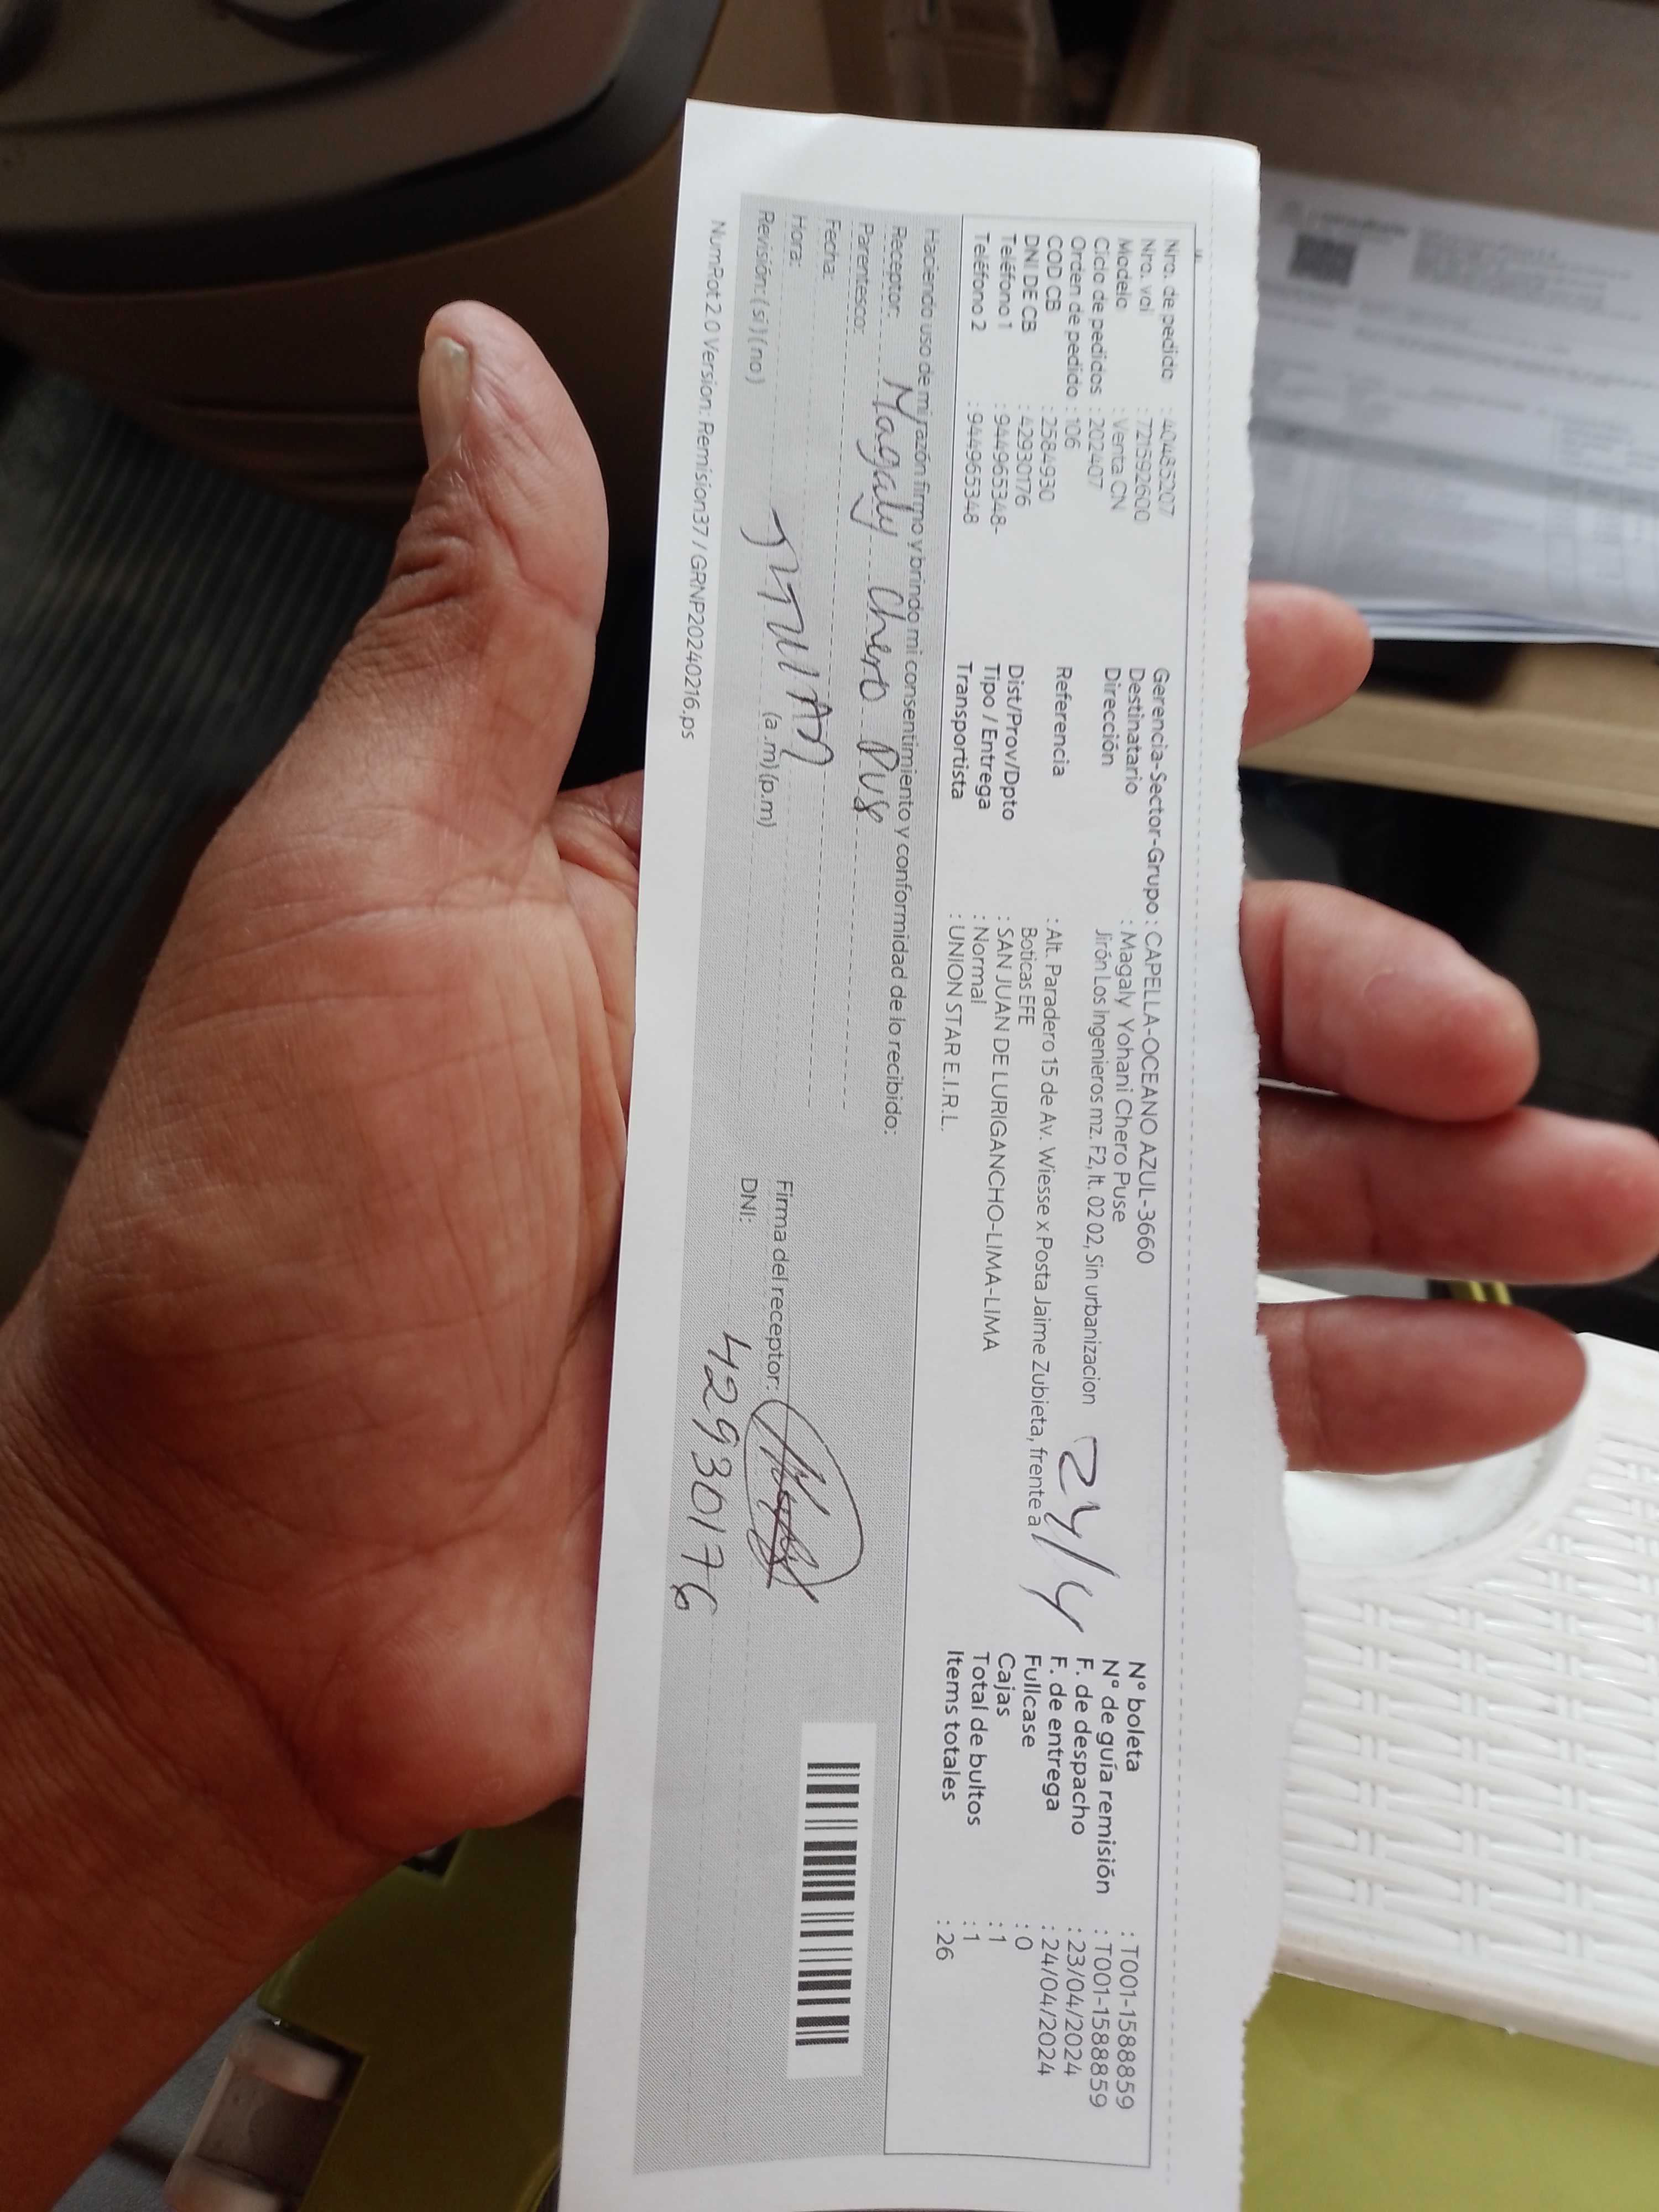 Nro. de pedido : 40485207
Nro. vol : 721592600
Modelo : Venta CN
Ciclo de pedidos : 202407
Orden de pedido : 106
COD CB : 2584930
DNI DE CB : 42930176
Teléfono 1 : 944965348-
Teléfono 2 : 944965348
Gerencia-Sector-Grupo : CAPELLA-OCEANO AZUL-3660
Destinatario : Magaly Yohani Chero Puse
Dirección Jirón Los Ingenieros mz. F2, lt. 02 02, Sin urbanizacion
Referencia : Alt. Paradero 15 de Av. Wiesse x Posta Jaime Zubieta, frente a
Boticas EFE
Dist/Prov/Dpto : SAN JUAN DE LURIGANCHO-LIMA-LIMA
Tipo / Entrega : Normal
Transportista : UNION STAR E.I.R.L.
24/4
N° boleta : T001-1588859
N° de guía remisión : T001-1588859
F. de despacho : 23/04/2024
F. de entrega : 24/04/2024
Fullcase : 0
Cajas : 1
Total de bultos : 1
Items totales : 26
Haciendo uso de mi razón firmo y brindo mi consentimiento y conformidad de lo recibido:
Receptor: Magaly Chero
Parentesco:
Fecha:
Hora: (a.m) (p.m)
Revisión: ( si ) ( no )
Firma del receptor:
DNI: 42930176
NumRot 2.0 Version: Remision37 / GRNP20240216.ps